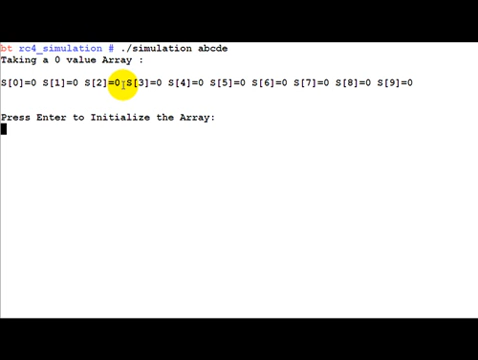 bt rc4_simulation # ./simulation abcde
Taking a 0 value Array :
S[0]=0 S[1]=0 S[2]=0 S[3]=0 S[4]=0 S[5]=0 S[6]=0 S[7]=0 S[8]=0 S[9]=0
Press Enter to Initialize the Array: